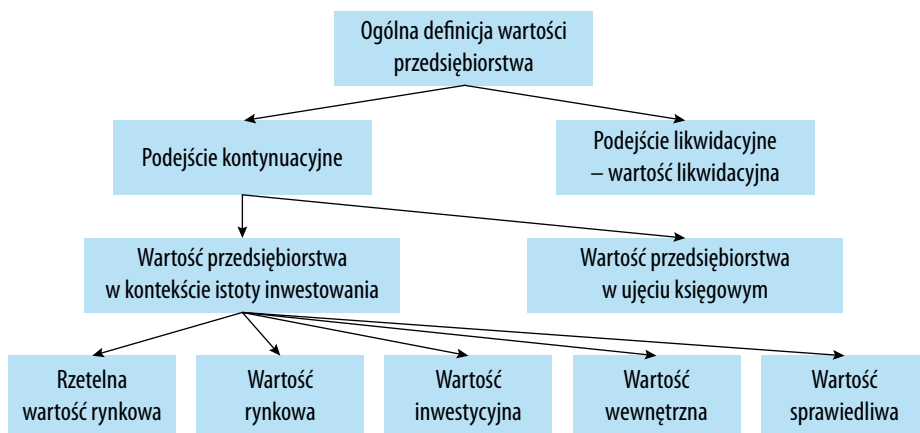 Ogólna definicja wartości
przedsiębiorstwa
Podejście kontynuacyjne
Podejście likwidacyjne
– wartość likwidacyjna
Wartość przedsiębiorstwa
w kontekście istoty inwestowania
Wartość przedsiębiorstwa
w ujęciu księgowym
Rzetelna
wartość rynkowa
Wartość
rynkowa
Wartość
inwestycyjna
Wartość
wewnętrzna
Wartość
sprawiedliwa